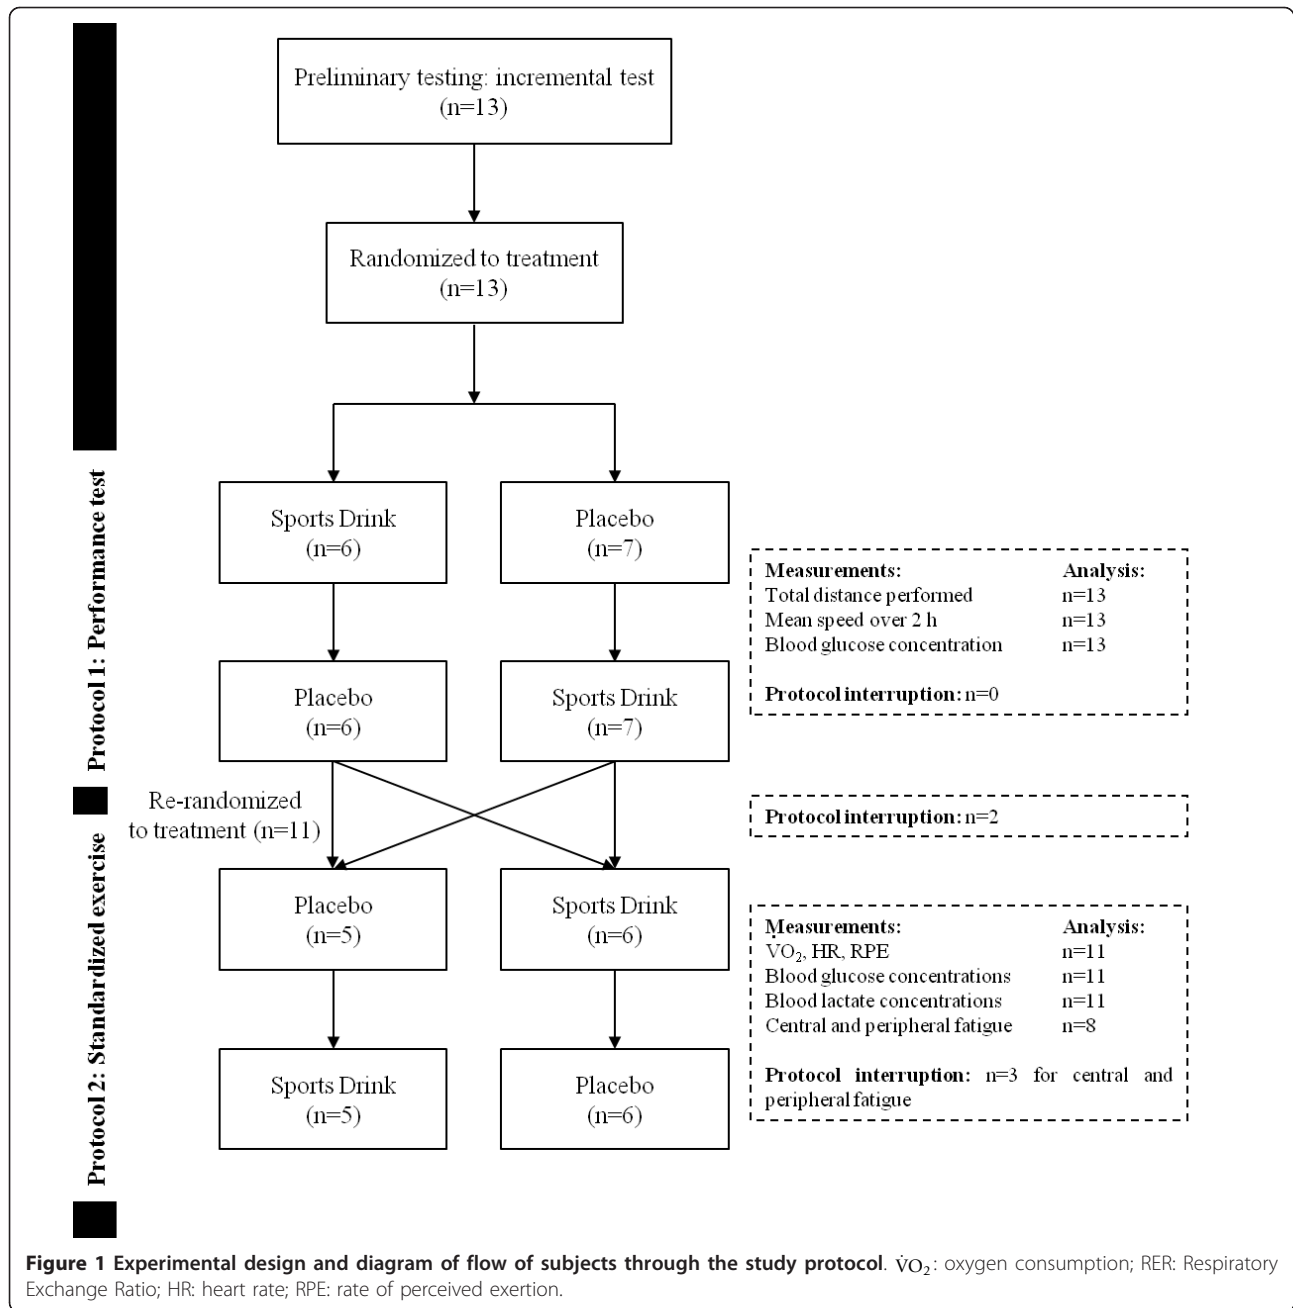 Preliminary testing: incremental test
(n=13)
Randomized to treatment
(n=13)
Protocol 1: Performance test
Sports Drink
(n=6)
Placebo
(n=7)
Measurements: Analysis:
Total distance performed n=13
Mean speed over 2 h n=13
Blood glucose concentration n=13
Protocol interruption: n=0
Placebo
(n=6)
Sports Drink
(n=7)
Re-randomized
to treatment (n=11)
Protocol interruption: n=2
Protocol 2: Standardized exercise
Placebo
(n=5)
Sports Drink
(n=6)
Measurements: Analysis:
V̇O₂, HR, RPE n=11
Blood glucose concentrations n=11
Blood lactate concentrations n=11
Central and peripheral fatigue n=8
Protocol interruption: n=3 for central and
peripheral fatigue
Sports Drink
(n=5)
Placebo
(n=6)
Figure 1 Experimental design and diagram of flow of subjects through the study protocol. V̇O₂: oxygen consumption; RER: Respiratory
Exchange Ratio; HR: heart rate; RPE: rate of perceived exertion.